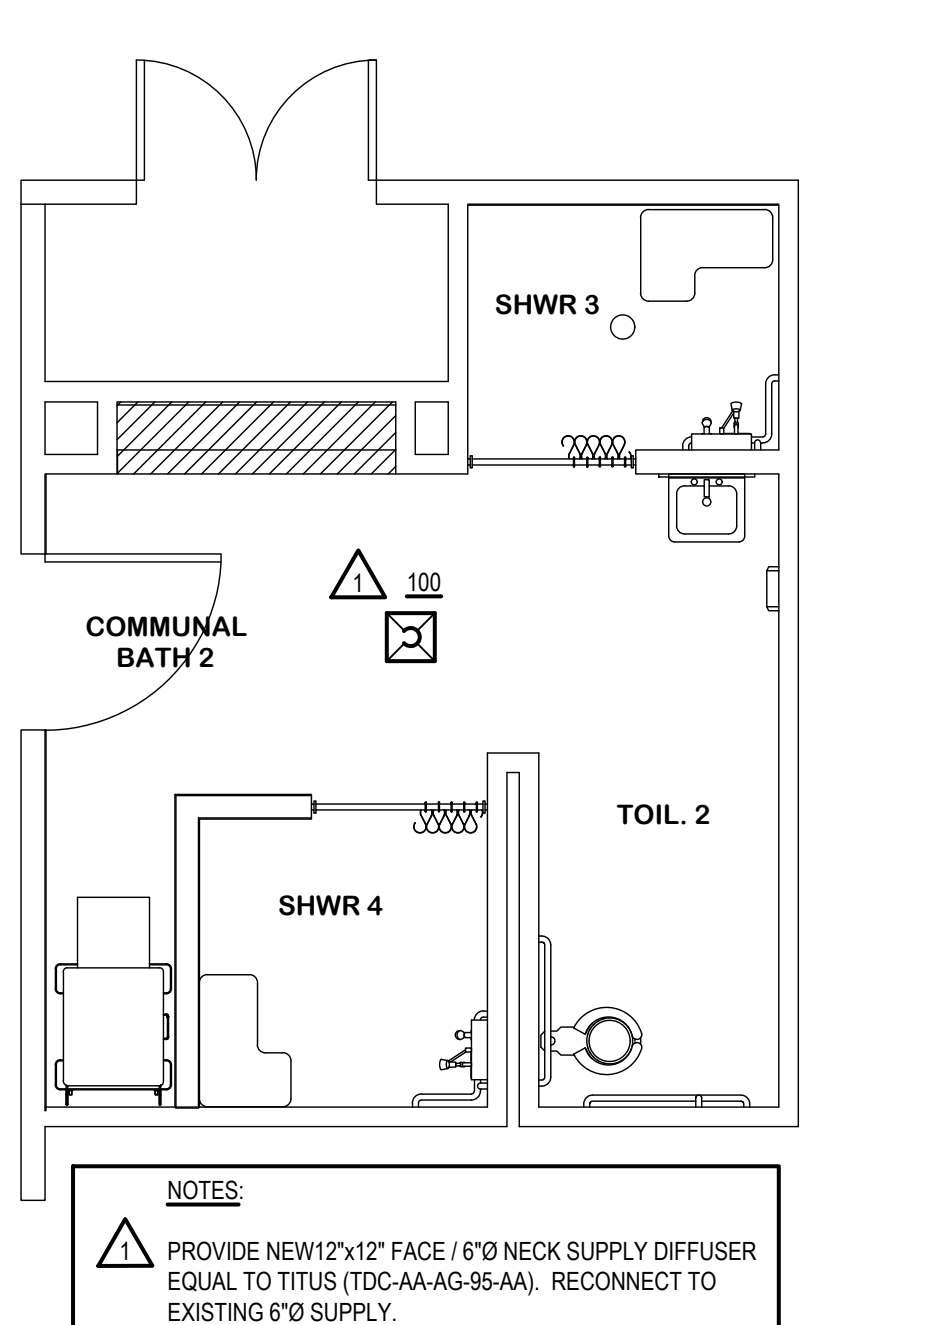 SHWR 3
1 100
COMMUNAL
BATH 2
TOIL. 2
SHWR 4
NOTES:
1 PROVIDE NEW12"x12" FACE / 6"Ø NECK SUPPLY DIFFUSER
EQUAL TO TITUS (TDC-AA-AG-95-AA). RECONNECT TO
EXISTING 6"Ø SUPPLY.